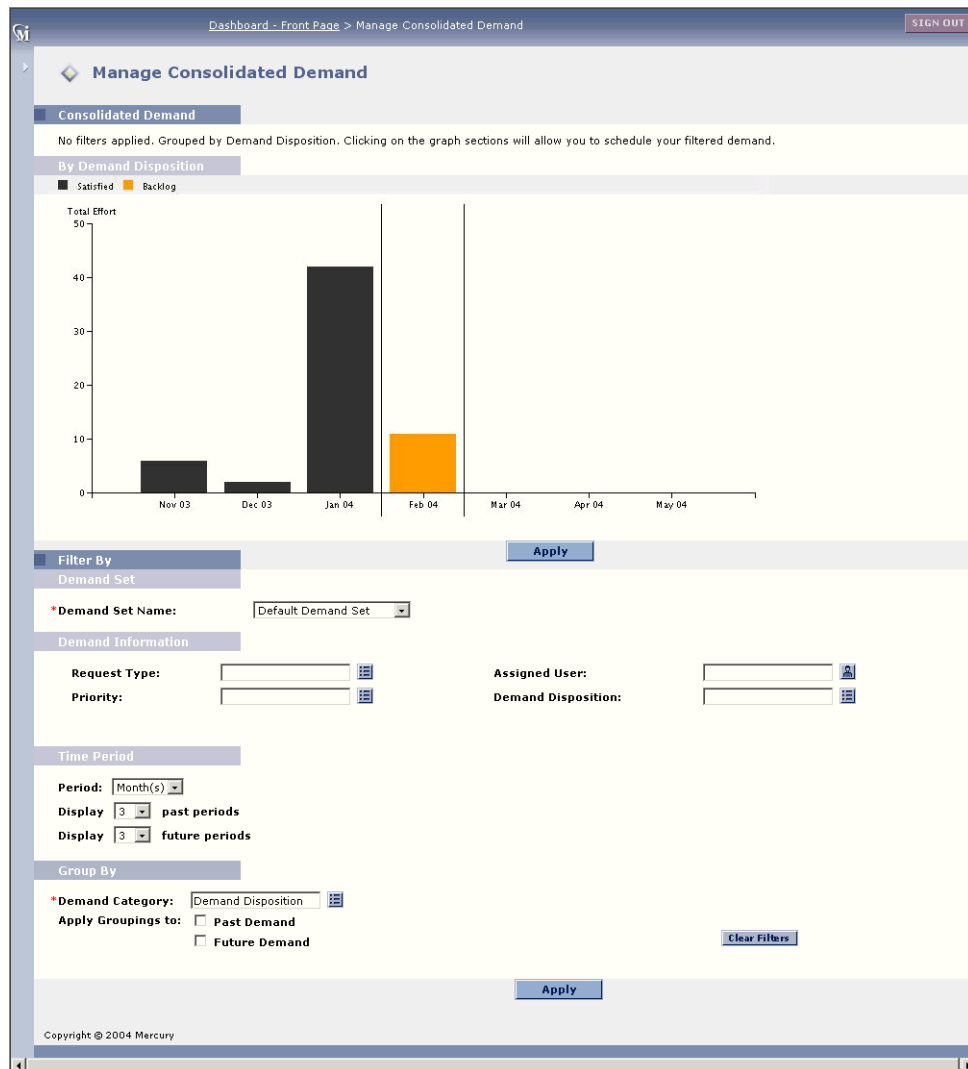 Dashboard - Front Page > Manage Consolidated Demand
SIGN OUT
Manage Consolidated Demand
Consolidated Demand
No filters applied. Grouped by Demand Disposition. Clicking on the graph sections will allow you to schedule your filtered demand.
By Demand Disposition
Satisfied Backlog
Total Effort
50
40
30
20
10
0
Nov 03 Dec 03 Jan 04 Feb 04 Mar 04 Apr 04 May 04
Apply
Filter By
Demand Set
*Demand Set Name: Default Demand Set
Demand Information
Request Type: Assigned User:
Priority: Demand Disposition:
Time Period
Period: Month(s)
Display 3 past periods
Display 3 future periods
Group By
*Demand Category: Demand Disposition
Apply Groupings to: Past Demand
Future Demand
Clear Filters
Apply
Copyright © 2004 Mercury